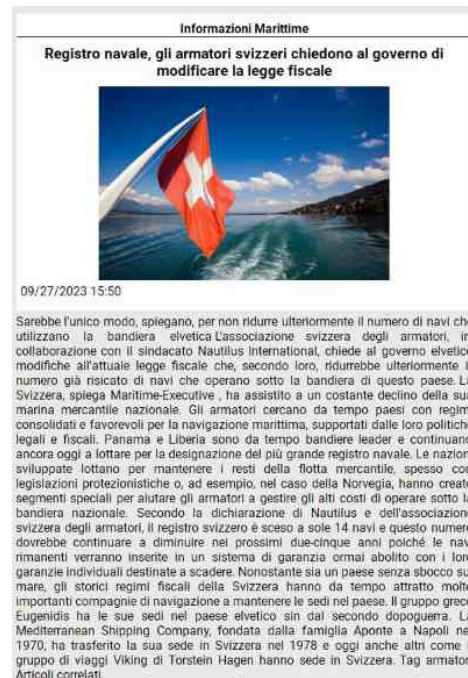 Informazioni Marittime
Registro navale, gli armatori svizzeri chiedono al governo di
modificare la legge fiscale
09/27/2023 15:50
Sarebbe l'unico modo, spiegano, per non ridurre ulteriormente il numero di navi che
utilizzano la bandiera elvetica.L'associazione svizzera degli armatori, in
collaborazione con il sindacato Nautilus International, chiede al governo elvetico
modifiche all'attuale legge fiscale che, secondo loro, ridurrebbe ulteriormente i
numero già risicato di navi che operano sotto la bandiera di questo paese. L
Svizzera, spiega Maritime-Executive , ha assistito a un costante declino della sua
marina mercantile nazionale. Gli armatori cercano da tempo paesi con regim
consolidati e favorevoli per la navigazione marittima, supportati dalle loro politiche
legali e fiscali. Panama e Liberia sono da tempo bandiere leader e continuano
ancora oggi a lottare per la designazione del più grande registro navale. Le nazioni
sviluppate lottano per mantenere i resti della flotta mercantile, spesso con
legislazioni protezionistiche o, ad esempio, nel caso della Norvegia, hanno creato
segmenti speciali per aiutare gli armatori a gestire gli alti costi di operare sotto la
bandiera nazionale. Secondo la dichiarazione di Nautilus e dell'associazione
svizzera degli armatori, il registro svizzero è sceso a sole 14 navi e questo numero
dovrebbe continuare a diminuire nei prossimi due-cinque anni poiché le navi
rimanenti verranno inserite in un sistema di garanzia ormai abolito con i loro
garanzie individuali destinate a scadere. Nonostante sia un paese senza sbocco su
mare, gli storici regimi fiscali della Svizzera hanno da tempo attratto molte
importanti compagnie di navigazione a mantenere le sedi nel paese. Il gruppo greco
Eugenidis ha le sue sedi nel paese elvetico sin dal secondo dopoguerra. La
Mediterranean Shipping Company, fondata dalla famiglia Aponte a Napoli ne
1970, ha trasferito la sua sede in Svizzera nel 1978 e oggi anche altri come i
gruppo di viaggi Viking di Torstein Hagen hanno sede in Svizzera. Tag armator
Articoli correlati